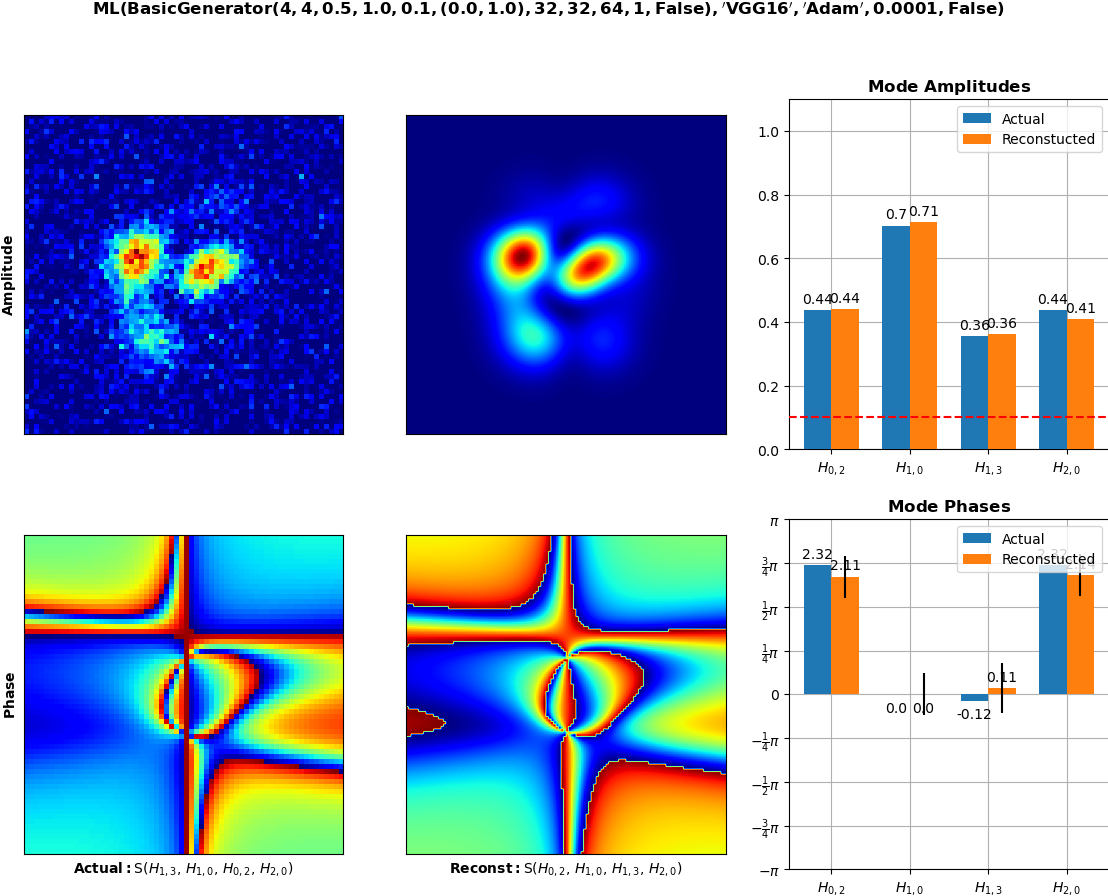 ML(BasicGenerator(4, 4, 0.5, 1.0, 0.1, (0.0, 1.0), 32, 32, 64, 1, False), ′VGG16′, ′Adam′, 0.0001, False)
Amplitude
Mode Amplitudes
Actual
Reconstucted
1.0
0.8
0.6
0.4
0.2
0.0
0.44
0.44
0.7
0.71
0.36
0.36
0.44
0.41
H0, 2
H1, 0
H1, 3
H2, 0
Phase
Actual: S(H1, 3, H1, 0, H0, 2, H2, 0)
Reconst: S(H0, 2, H1, 0, H1, 3, H2, 0)
Mode Phases
Actual
Reconstucted
π
3/4π
1/2π
1/4π
0
−1/4π
−1/2π
−3/4π
−π
2.32
2.11
0.0
0.0
-0.12
0.11
2.32
H0, 2
H1, 0
H1, 3
H2, 0